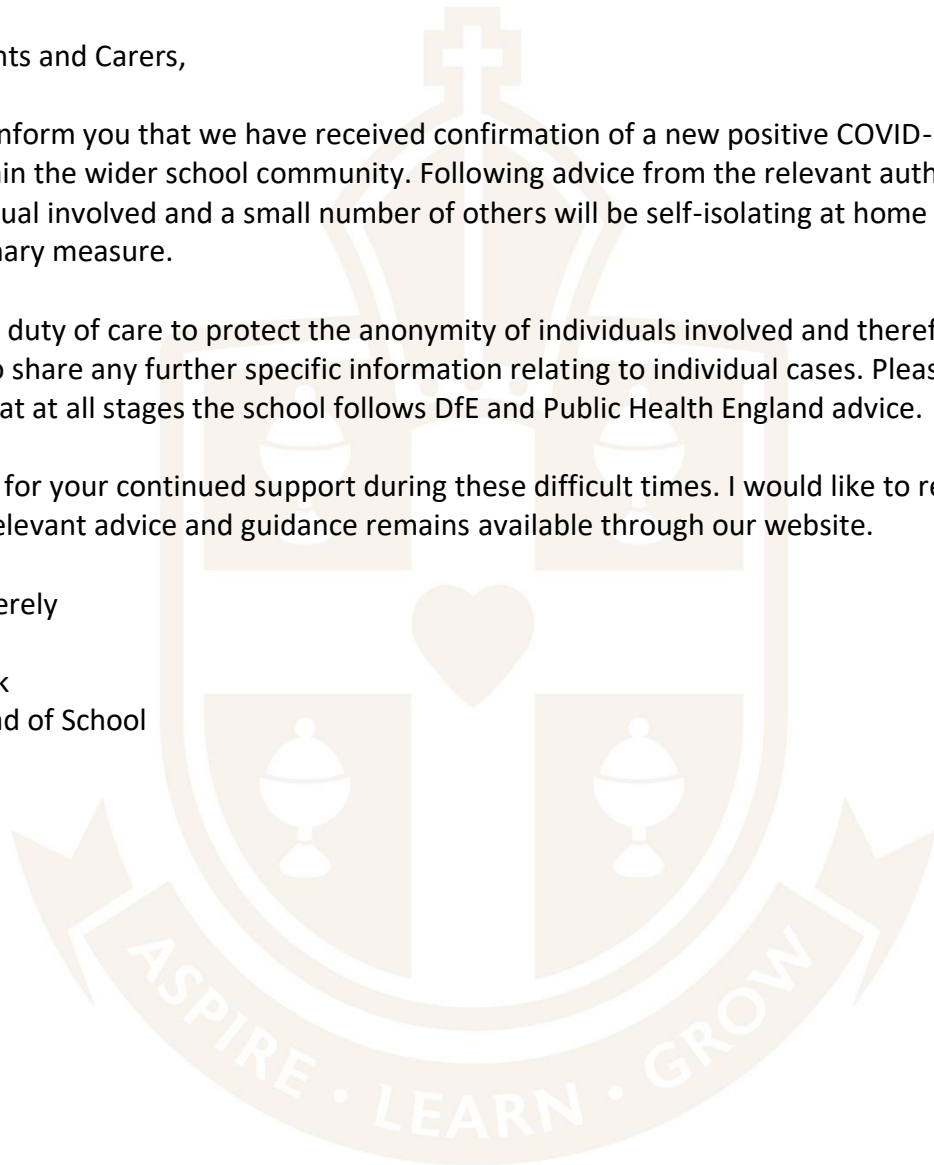 nts and Carers,
nform you that we have received confirmation of a new positive COVID-
in the wider school community. Following advice from the relevant auth
ual involved and a small number of others will be self-isolating at home
nary measure.
duty of care to protect the anonymity of individuals involved and theref
o share any further specific information relating to individual cases. Pleas
at at all stages the school follows DfE and Public Health England advice.
for your continued support during these difficult times. I would like to re
elevant advice and guidance remains available through our website.
erely
k
ad of School
ASPIRE • LEARN • GROW